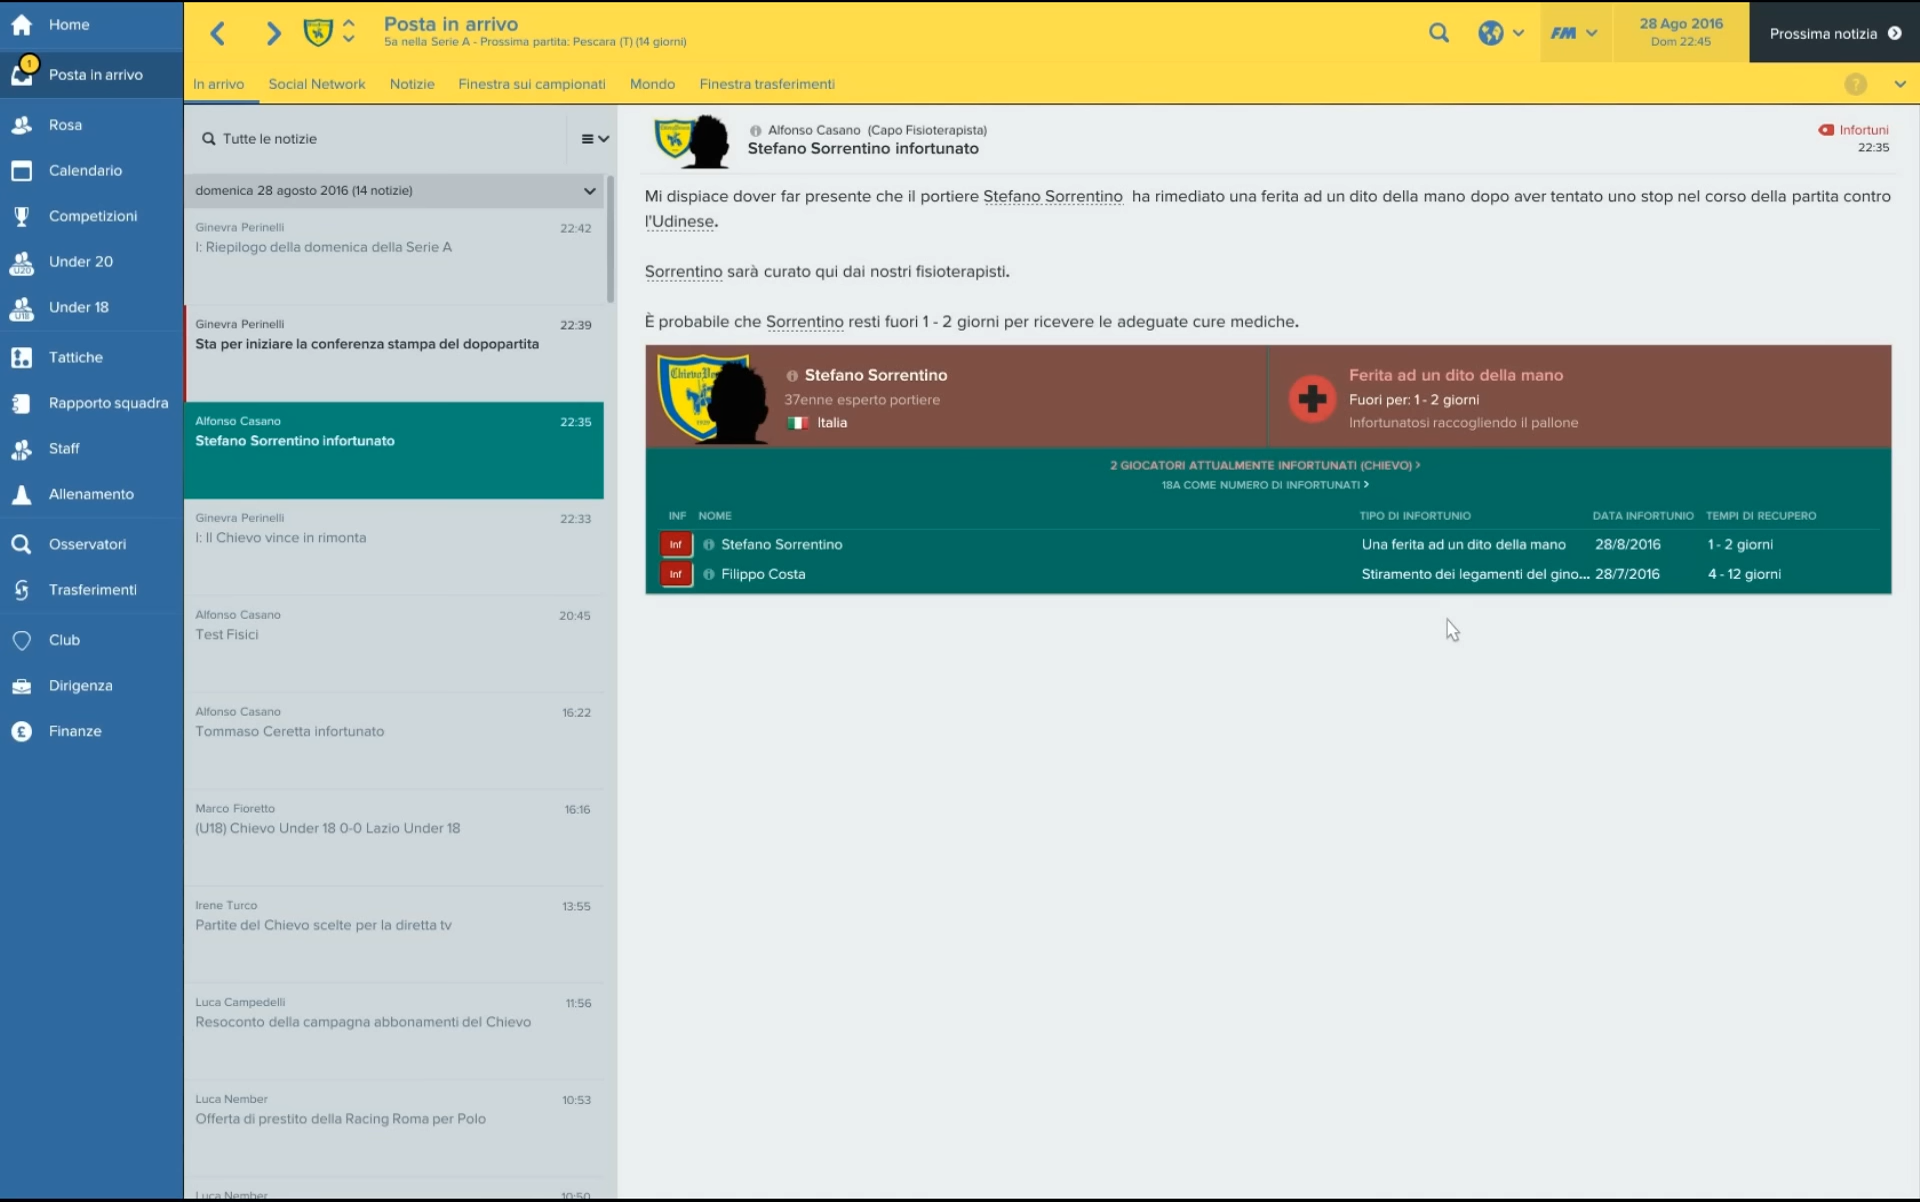 Home
1
Posta in arrivo
Rosa
Calendario
Competizioni
Under 20
Under 18
Tattiche
Rapporto squadra
Staff
Allenamento
Osservatori
Trasferimenti
Club
Dirigenza
Finanze
Posta in arrivo
5a nella Serie A - Prossima partita: Pescara (T) (14 giorni)
FM
28 Ago 2016
Dom 22:45
Prossima notizia
In arrivo Social Network Notizie Finestra sui campionati Mondo Finestra trasferimenti
?
Tutte le notizie
domenica 28 agosto 2016 (14 notizie)
Ginevra Perinelli 22:42
I: Riepilogo della domenica della Serie A
Ginevra Perinelli 22:39
Sta per iniziare la conferenza stampa del dopopartita
Alfonso Casano 22:35
Stefano Sorrentino infortunato
Ginevra Perinelli 22:33
I: Il Chievo vince in rimonta
Alfonso Casano 20:45
Test Fisici
Alfonso Casano 16:22
Tommaso Ceretta infortunato
Marco Fioretto 16:16
(U18) Chievo Under 18 0-0 Lazio Under 18
Irene Turco 13:55
Partite del Chievo scelte per la diretta tv
Luca Campedelli 11:56
Resoconto della campagna abbonamenti del Chievo
Luca Nember 10:53
Offerta di prestito della Racing Roma per Polo
Luca Nember 10:50
Alfonso Casano (Capo Fisioterapista)
Stefano Sorrentino infortunato
Infortuni
22:35
Mi dispiace dover far presente che il portiere Stefano Sorrentino ha rimediato una ferita ad un dito della mano dopo aver tentato uno stop nel corso della partita contro
l'Udinese.
Sorrentino sarà curato qui dai nostri fisioterapisti.
È probabile che Sorrentino resti fuori 1 - 2 giorni per ricevere le adeguate cure mediche.
Stefano Sorrentino
37enne esperto portiere
Italia
Ferita ad un dito della mano
Fuori per: 1 - 2 giorni
Infortunatosi raccogliendo il pallone
2 GIOCATORI ATTUALMENTE INFORTUNATI (CHIEVO) >
18A COME NUMERO DI INFORTUNATI >
INF NOME TIPO DI INFORTUNIO DATA INFORTUNIO TEMPI DI RECUPERO
Inf Stefano Sorrentino Una ferita ad un dito della mano 28/8/2016 1 - 2 giorni
Inf Filippo Costa Stiramento dei legamenti del gino... 28/7/2016 4 - 12 giorni